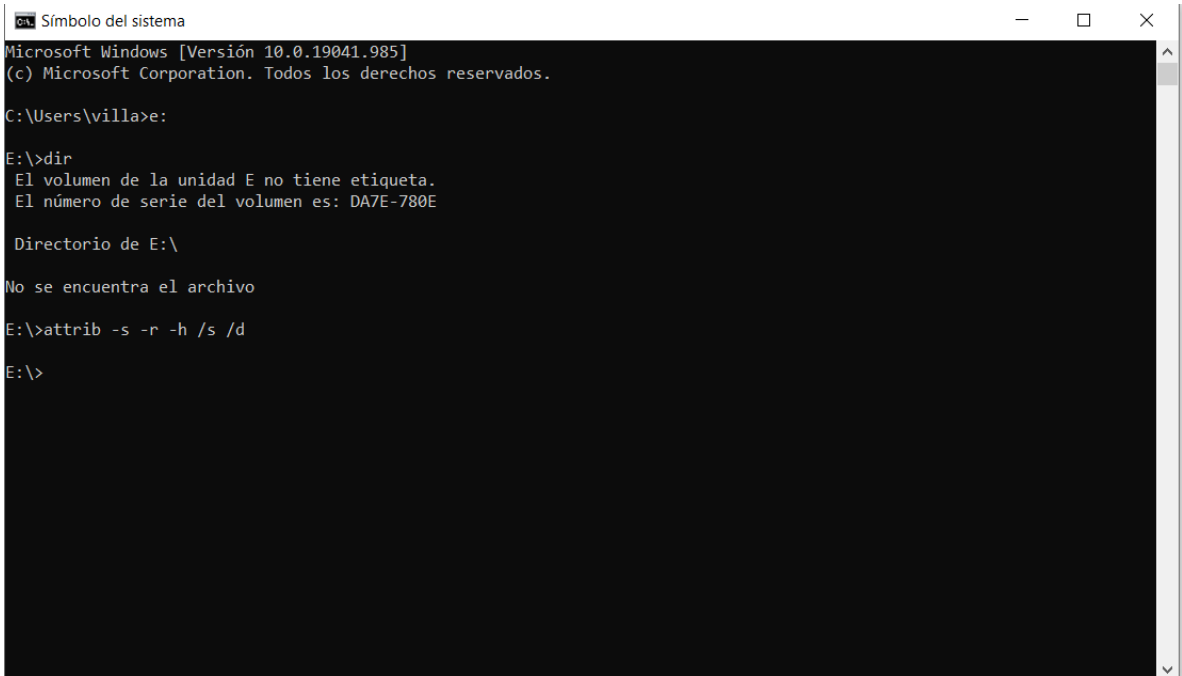 Símbolo del sistema
Microsoft Windows [Versión 10.0.19041.985]
(c) Microsoft Corporation. Todos los derechos reservados.
C:\Users\villa>e:
E:\>dir
El volumen de la unidad E no tiene etiqueta.
El número de serie del volumen es: DA7E-780E
Directorio de E:\
No se encuentra el archivo
E:\>attrib -s -r -h /s /d
E:\>